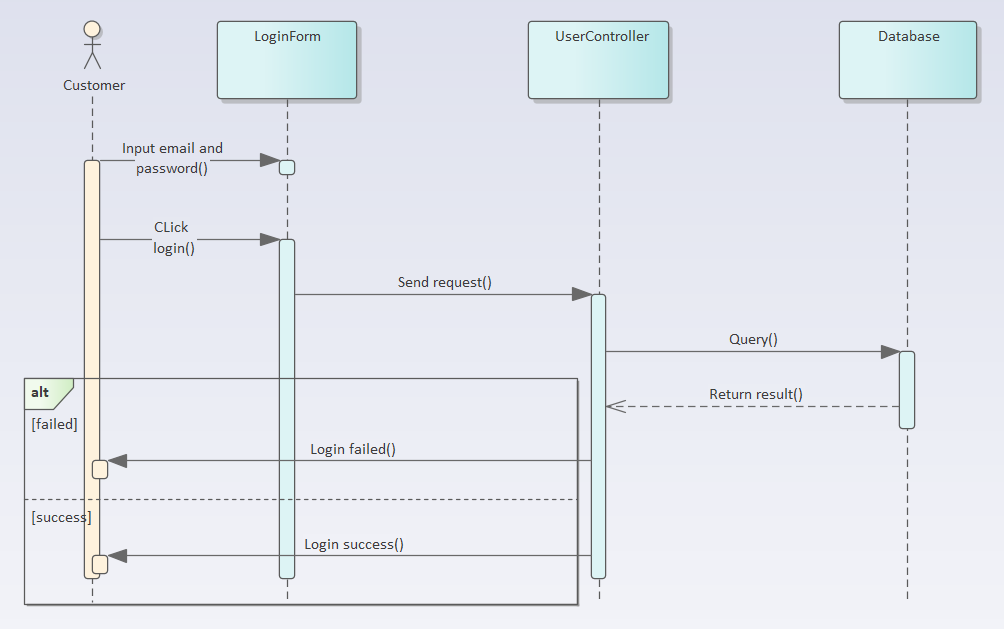 LoginForm
UserController
Database
Customer
Input email and
password()
CLick
login()
Send request()
Query()
alt
Return result()
[failed]
Login failed()
[success]
Login success()